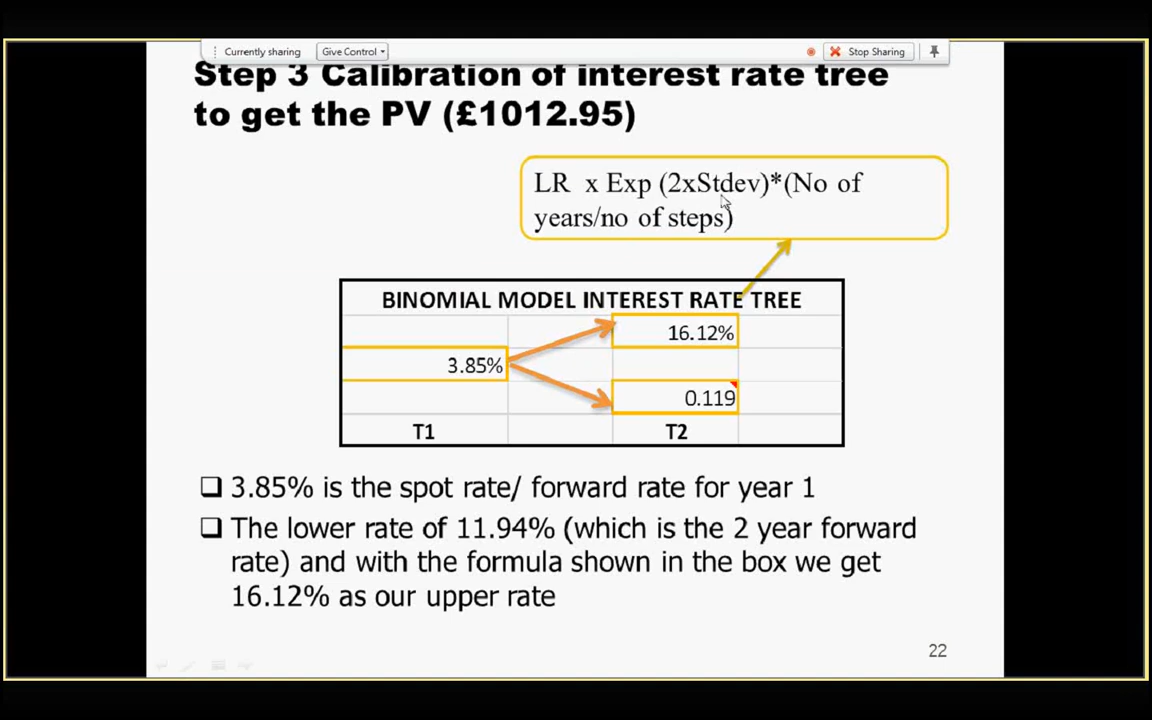 Currently sharing Give Control Stop Sharing
Step 3 Calibration of interest rate tree
to get the PV (£1012.95)
LR x Exp (2xStdev)*(No of
years/no of steps)
BINOMIAL MODEL INTEREST RATE TREE
16.12%
3.85%
0.119
T1 T2
3.85% is the spot rate/ forward rate for year 1
The lower rate of 11.94% (which is the 2 year forward
rate) and with the formula shown in the box we get
16.12% as our upper rate
22